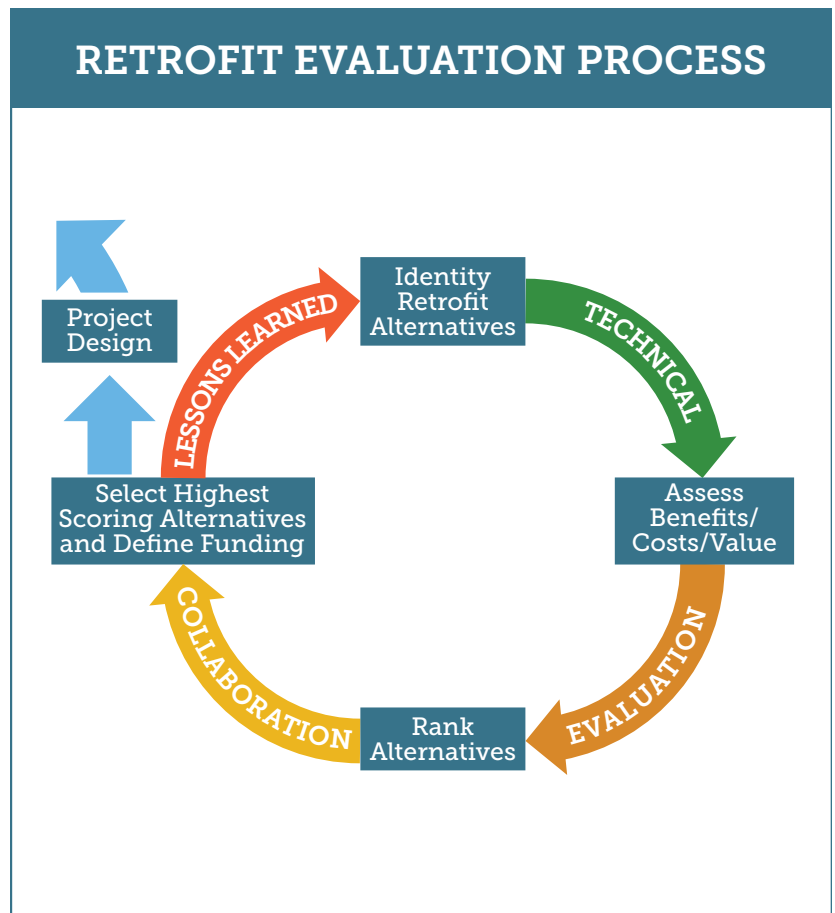 RETROFIT EVALUATION PROCESS
Identity
Retrofit
Alternatives
TECHNICAL
Assess
Benefits/
Costs/Value
EVALUATION
Rank
Alternatives
COLLABORATION
Select Highest
Scoring Alternatives
and Define Funding
LESSONS LEARNED
Project
Design